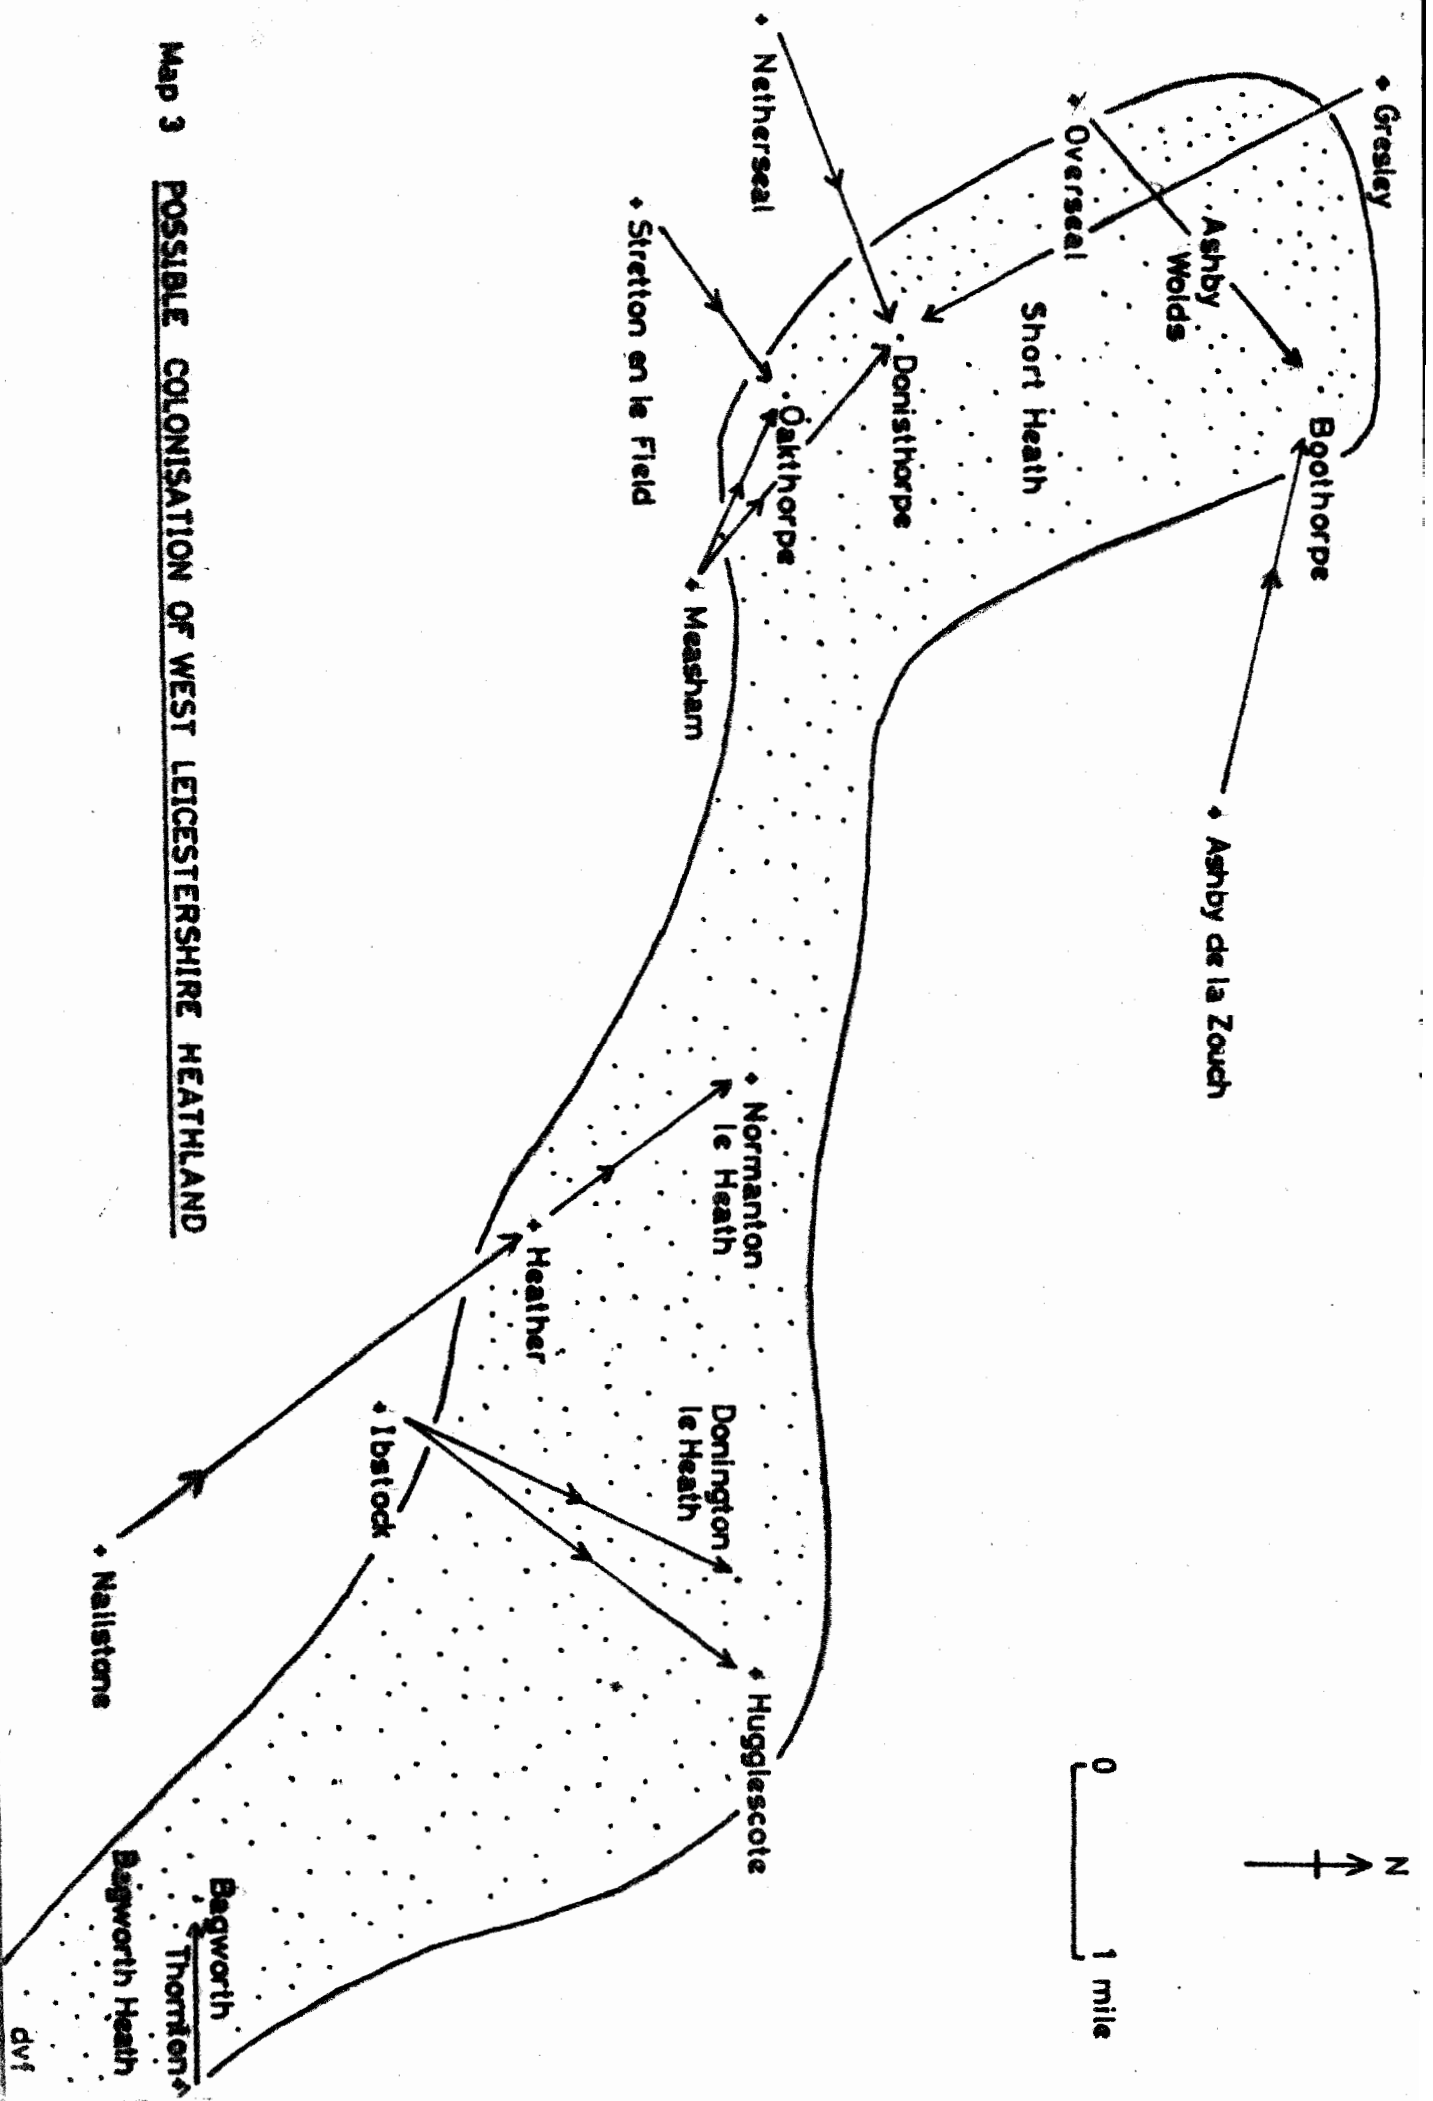 Gresley
N
0
1 mile
Overseal
Ashby
Wolds
Boothorpe
Ashby de la Zouch
Netherseal
Short Heath
Donisthorpe
Stretton en le Field
Oakthorpe
Measham
Normanton
le Heath
Donington
le Heath
Hugglescote
Heather
Ibstock
Nailstone
Bagworth
Thornton
Bagworth Heath
dvf
Map 3 POSSIBLE COLONISATION OF WEST LEICESTERSHIRE HEATHLAND